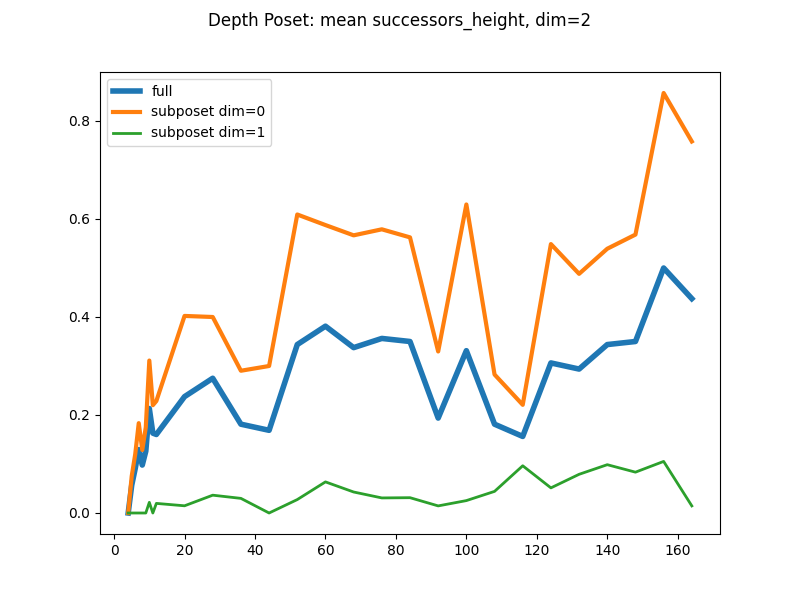 Depth Poset: mean successors_height, dim=2
full
subposet dim=0
subposet dim=1
0.8
0.6
0.4
0.2
0.0
0 20 40 60 80 100 120 140 160